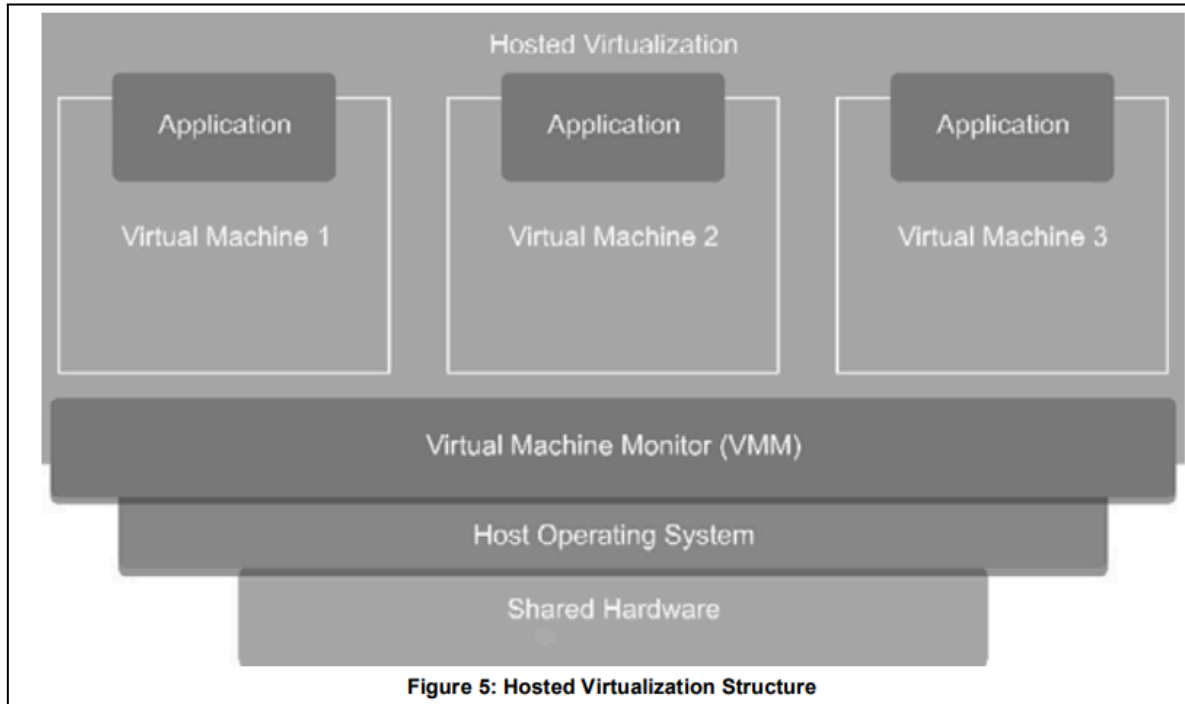 Hosted Virtualization
Application
Application
Application
Virtual Machine 1
Virtual Machine 2
Virtual Machine 3
Virtual Machine Monitor (VMM)
Host Operating System
Shared Hardware
Figure 5: Hosted Virtualization Structure